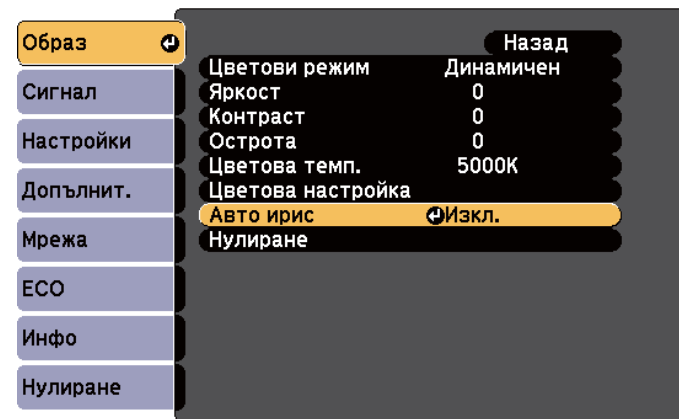 Образ
Сигнал
Настройки
Допълнит.
Мрежа
ECO
Инфо
Нулиране
Назад
Цветови режим Динамичен
Яркост 0
Контраст 0
Острота 0
Цветова темп. 5000K
Цветова настройка
Авто ирис Изкл.
Нулиране